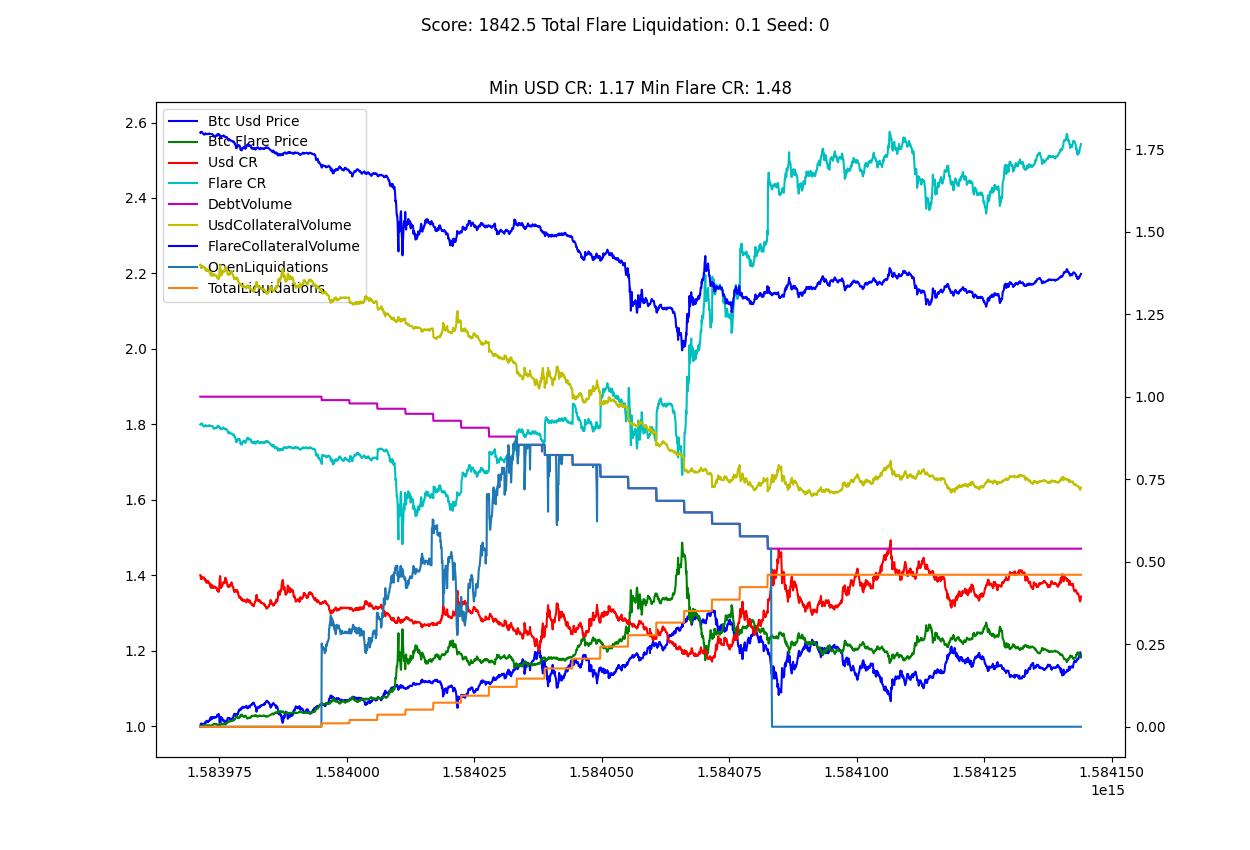 Score: 1842.5 Total Flare Liquidation: 0.1 Seed: 0
Min USD CR: 1.17 Min Flare CR: 1.48
Btc Usd Price
Btc Flare Price
Usd CR
Flare CR
DebtVolume
UsdCollateralVolume
FlareCollateralVolume
OpenLiquidations
TotalLiquidations
2.6
2.4
2.2
2.0
1.8
1.6
1.4
1.2
1.0
1.75
1.50
1.25
1.00
0.75
0.50
0.25
0.00
1.583975 1.584000 1.584025 1.584050 1.584075 1.584100 1.584125 1.584150
1e15